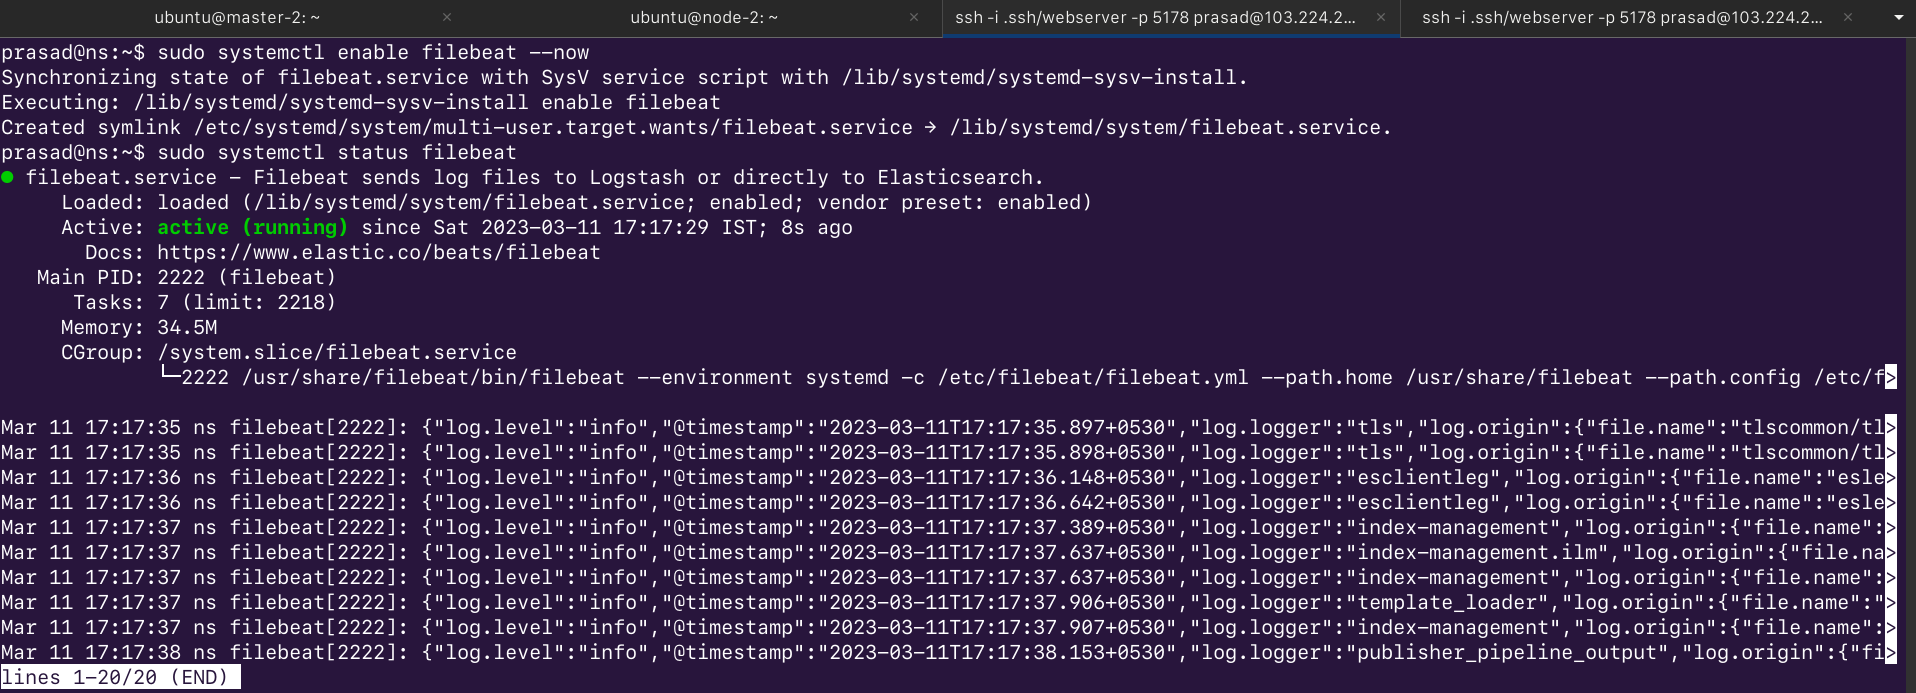 ubuntu@master-2: ~ × ubuntu@node-2: ~ × ssh -i .ssh/webserver -p 5178 prasad@103.224.2... × ssh -i .ssh/webserver -p 5178 prasad@103.224.2... ×
prasad@ns:~$ sudo systemctl enable filebeat --now
Synchronizing state of filebeat.service with SysV service script with /lib/systemd/systemd-sysv-install.
Executing: /lib/systemd/systemd-sysv-install enable filebeat
Created symlink /etc/systemd/system/multi-user.target.wants/filebeat.service → /lib/systemd/system/filebeat.service.
prasad@ns:~$ sudo systemctl status filebeat
● filebeat.service - Filebeat sends log files to Logstash or directly to Elasticsearch.
Loaded: loaded (/lib/systemd/system/filebeat.service; enabled; vendor preset: enabled)
Active: active (running) since Sat 2023-03-11 17:17:29 IST; 8s ago
Docs: https://www.elastic.co/beats/filebeat
Main PID: 2222 (filebeat)
Tasks: 7 (limit: 2218)
Memory: 34.5M
CGroup: /system.slice/filebeat.service
└─2222 /usr/share/filebeat/bin/filebeat --environment systemd -c /etc/filebeat/filebeat.yml --path.home /usr/share/filebeat --path.config /etc/f>
Mar 11 17:17:35 ns filebeat[2222]: {"log.level":"info","@timestamp":"2023-03-11T17:17:35.897+0530","log.logger":"tls","log.origin":{"file.name":"tlscommon/tl>
Mar 11 17:17:35 ns filebeat[2222]: {"log.level":"info","@timestamp":"2023-03-11T17:17:35.898+0530","log.logger":"tls","log.origin":{"file.name":"tlscommon/tl>
Mar 11 17:17:36 ns filebeat[2222]: {"log.level":"info","@timestamp":"2023-03-11T17:17:36.148+0530","log.logger":"esclientleg","log.origin":{"file.name":"esle>
Mar 11 17:17:36 ns filebeat[2222]: {"log.level":"info","@timestamp":"2023-03-11T17:17:36.642+0530","log.logger":"esclientleg","log.origin":{"file.name":"esle>
Mar 11 17:17:37 ns filebeat[2222]: {"log.level":"info","@timestamp":"2023-03-11T17:17:37.389+0530","log.logger":"index-management","log.origin":{"file.name":>
Mar 11 17:17:37 ns filebeat[2222]: {"log.level":"info","@timestamp":"2023-03-11T17:17:37.637+0530","log.logger":"index-management.ilm","log.origin":{"file.na>
Mar 11 17:17:37 ns filebeat[2222]: {"log.level":"info","@timestamp":"2023-03-11T17:17:37.637+0530","log.logger":"index-management","log.origin":{"file.name":>
Mar 11 17:17:37 ns filebeat[2222]: {"log.level":"info","@timestamp":"2023-03-11T17:17:37.906+0530","log.logger":"template_loader","log.origin":{"file.name":">
Mar 11 17:17:37 ns filebeat[2222]: {"log.level":"info","@timestamp":"2023-03-11T17:17:37.907+0530","log.logger":"index-management","log.origin":{"file.name":>
Mar 11 17:17:38 ns filebeat[2222]: {"log.level":"info","@timestamp":"2023-03-11T17:17:38.153+0530","log.logger":"publisher_pipeline_output","log.origin":{"fi>
lines 1-20/20 (END)